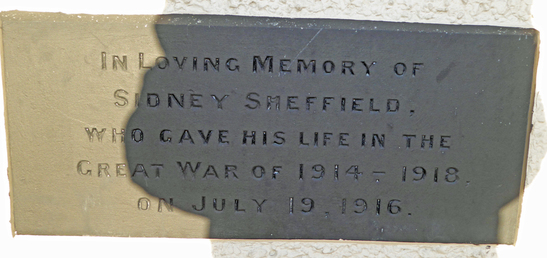 IN LOVING MEMORY OF
SIDNEY SHEFFIELD.
WHO GAVE HIS LIFE IN THE
GREAT WAR OF 1914-1918.
ON JULY 19, 1916.